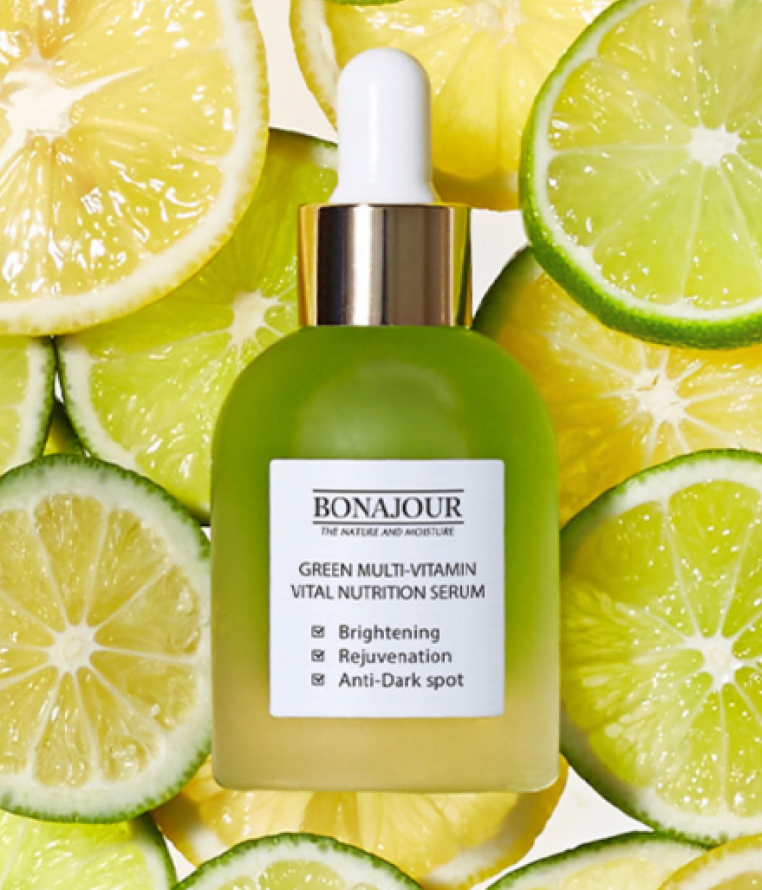 BONAJOUR
THE NATURE AND MOISTURE
GREEN MULTI-VITAMIN
VITAL NUTRITION SERUM
☑ Brightening
☑ Rejuvenation
☑ Anti-Dark spot